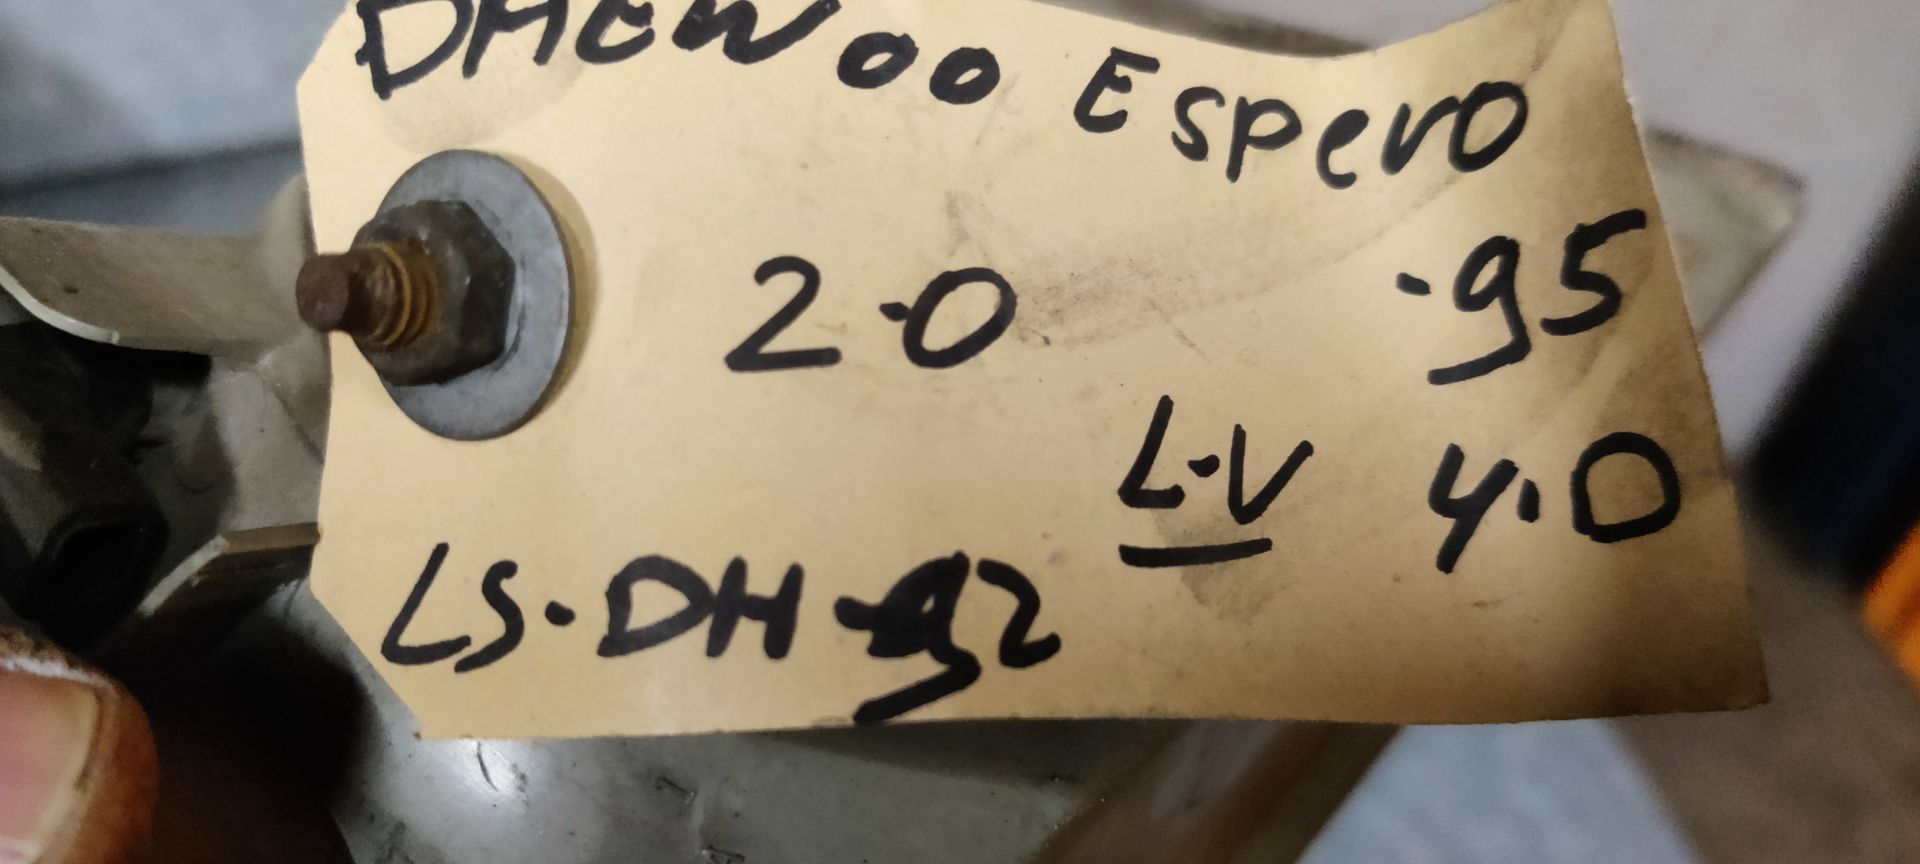 DAEWOO Espero
2.0 -95
L.V 4.0
LS-DH-92